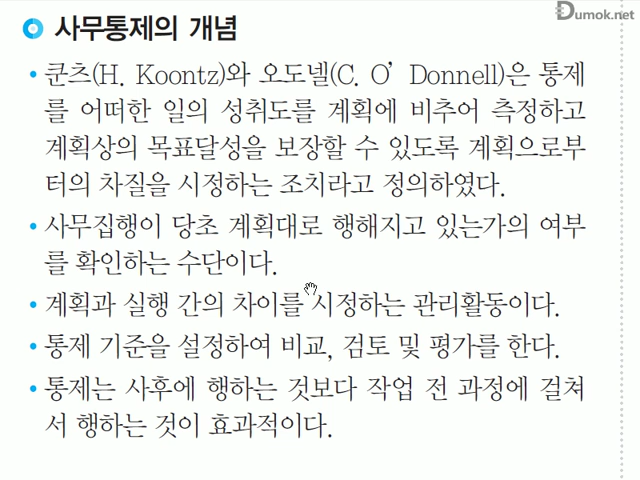 Dumok.net
사무통제의 개념
• 쿤츠(H. Koontz)와 오도넬(C. O’ Donnell)은 통제
를 어떠한 일의 성취도를 계획에 비추어 측정하고
계획상의 목표달성을 보장할 수 있도록 계획으로부
터의 차질을 시정하는 조치라고 정의하였다.
• 사무집행이 당초 계획대로 행해지고 있는가의 여부
를 확인하는 수단이다.
• 계획과 실행 간의 차이를 시정하는 관리활동이다.
• 통제 기준을 설정하여 비교, 검토 및 평가를 한다.
• 통제는 사후에 행하는 것보다 작업 전 과정에 걸쳐
서 행하는 것이 효과적이다.